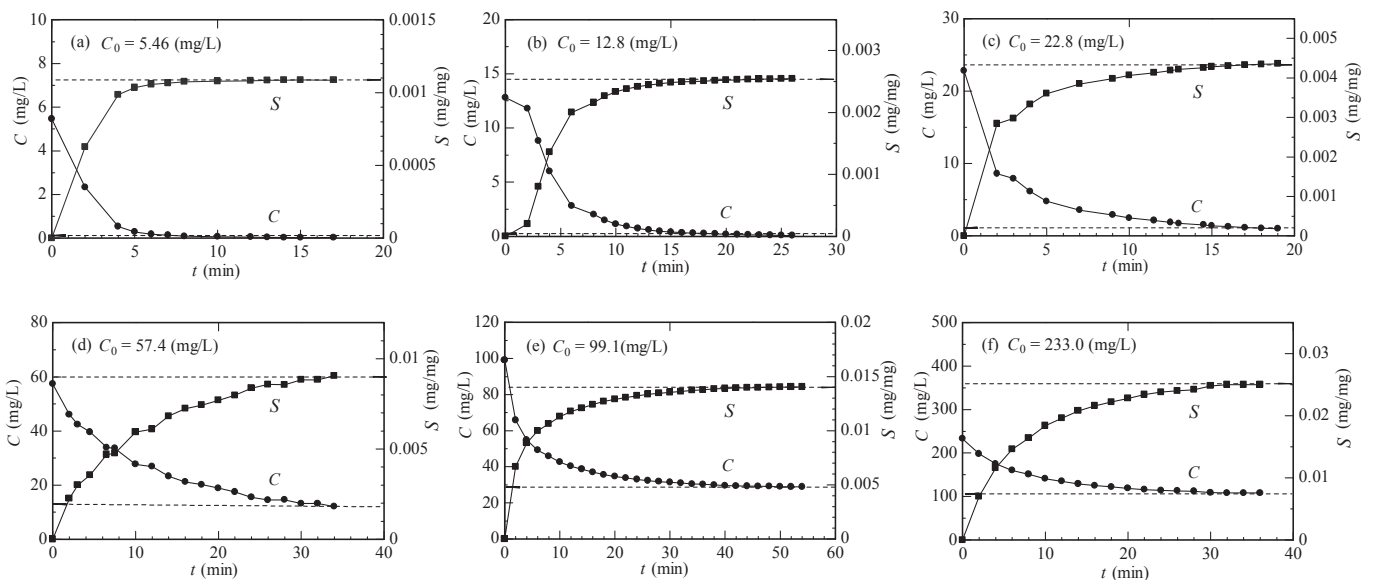 (a) C₀ = 5.46 (mg/L)
10
8
6
4
2
0
C (mg/L)
0.0015
0.001
0.0005
0
S (mg/mg)
S
C
0 5 10 15 20
t (min)
(b) C₀ = 12.8 (mg/L)
20
15
10
5
0
C (mg/L)
0.003
0.002
0.001
0
S (mg/mg)
S
C
0 5 10 15 20 25 30
t (min)
(c) C₀ = 22.8 (mg/L)
30
20
10
0
C (mg/L)
0.005
0.004
0.003
0.002
0.001
0
S (mg/mg)
S
C
0 5 10 15 20
t (min)
(d) C₀ = 57.4 (mg/L)
80
60
40
20
0
C (mg/L)
0.01
0.005
0
S (mg/mg)
S
C
0 10 20 30 40
t (min)
(e) C₀ = 99.1(mg/L)
120
100
80
60
40
20
0
C (mg/L)
0.02
0.015
0.01
0.005
0
S (mg/mg)
S
C
0 10 20 30 40 50 60
t (min)
(f) C₀ = 233.0 (mg/L)
500
450
400
350
300
250
200
150
100
50
0
C (mg/L)
0.03
0.02
0.01
0
S (mg/mg)
S
C
0 10 20 30 40
t (min)